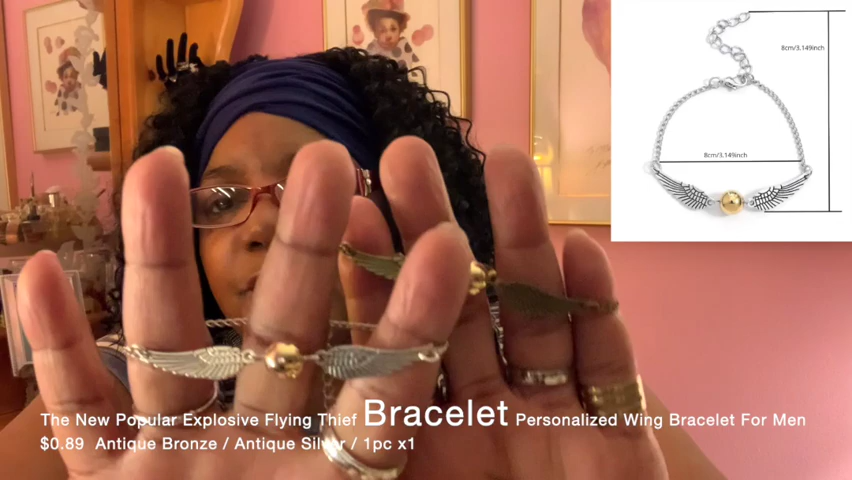 8cm/3.149inch
8cm/3.149inch
The New Popular Explosive Flying Thief Bracelet Personalized Wing Bracelet For Men
$0.89 Antique Bronze / Antique Silver / 1pc x1